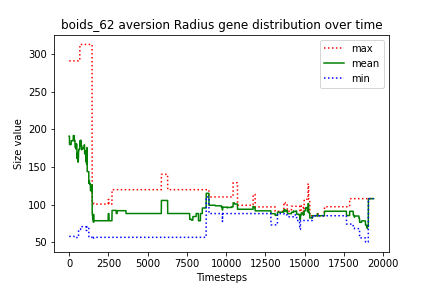 boids_62 aversion Radius gene distribution over time
max
mean
min
Size value
300
250
200
150
100
50
0 2500 5000 7500 10000 12500 15000 17500 20000
Timesteps